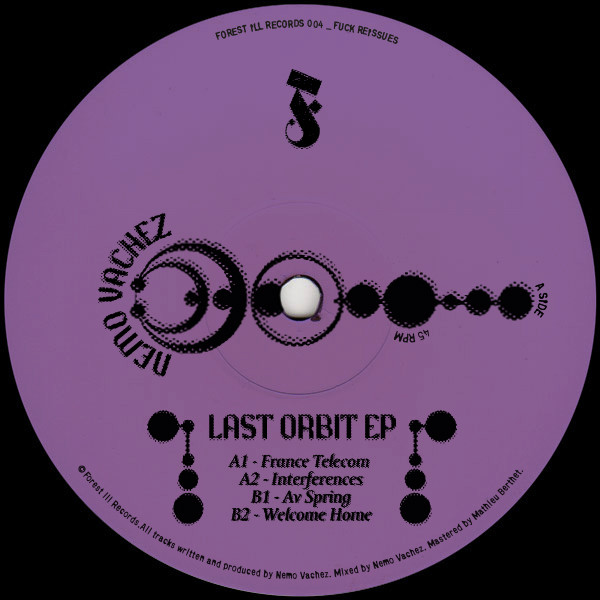 FOREST ILL RECORDS 004 _ FUCK REISSUES
F
NEMO VACHEZ
A SIDE
45 RPM
LAST ORBIT EP
A1 - France Telecom
A2 - Interferences
B1 - Av Spring
B2 - Welcome Home
© Forest Ill Records. All tracks written and produced by Nemo Vachez. Mixed by Nemo Vachez. Mastered by Mathieu Berthet.